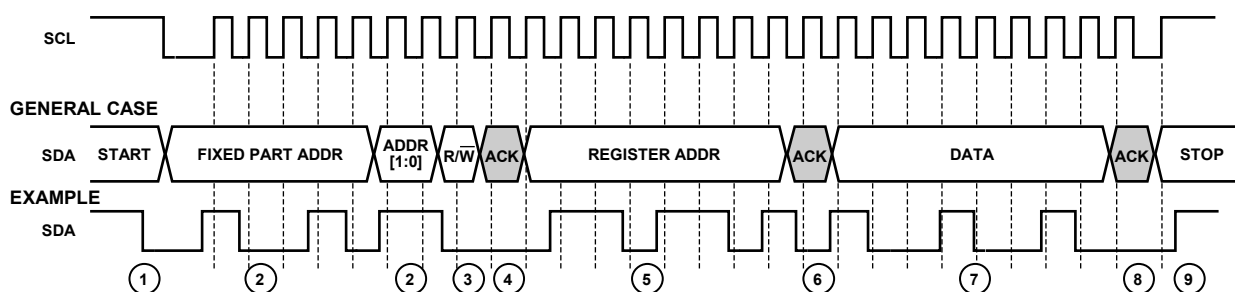 SCL
GENERAL CASE
SDA START FIXED PART ADDR ADDR [1:0] R/W̅ ACK REGISTER ADDR ACK DATA ACK STOP
EXAMPLE
SDA
1 2 2 3 4 5 6 7 8 9